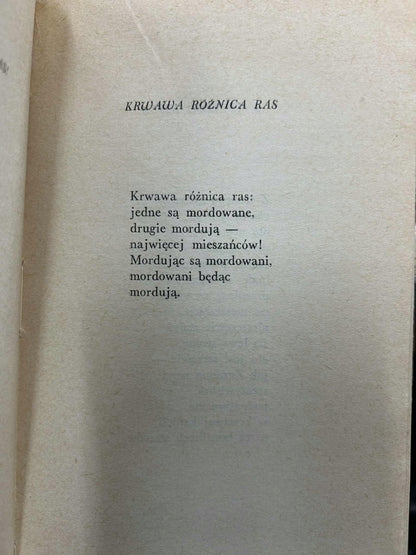 KRWAWA RÓŻNICA RAS
Krwawa różnica ras:
jedne są mordowane,
drugie mordują —
najwięcej mieszańców!
Mordując są mordowani,
mordowani będąc
mordują.